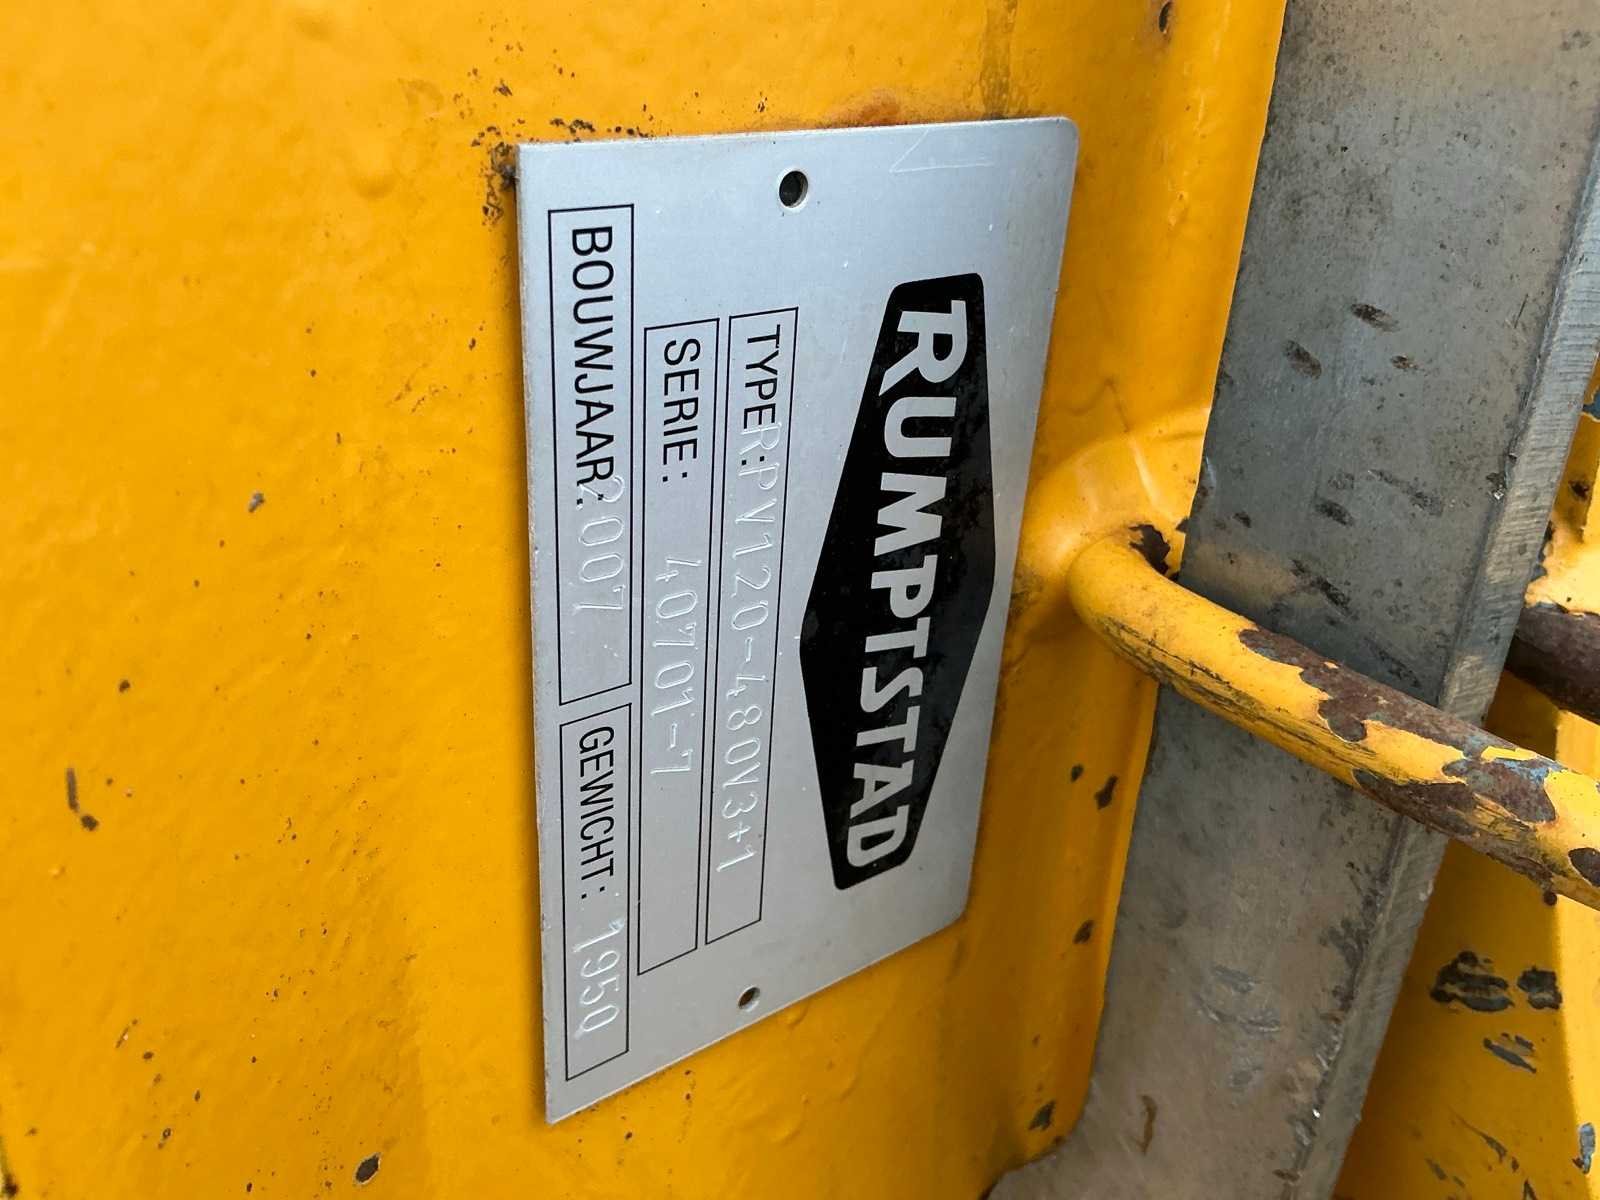 RUMPTSTAD
TYPE: RPV120-480V3+1
SERIE: 40701-7
BOUWJAAR: 2007 GEWICHT: 1950